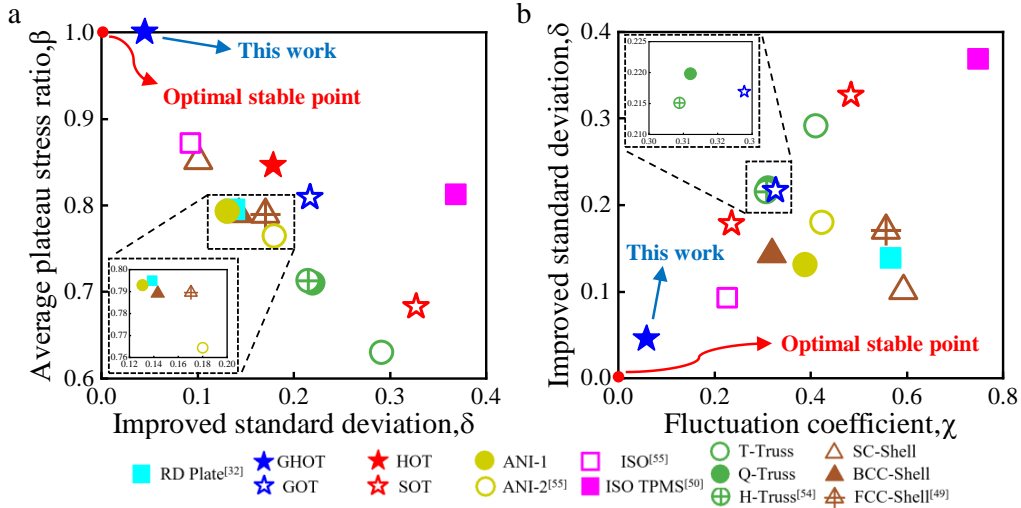 a
1.0
0.9
0.8
0.7
0.6
Average plateau stress ratio,β
This work
Optimal stable point
0.80
0.79
0.77
0.76
0.12
0.14
0.16
0.18
0.20
0.0
0.1
0.2
0.3
0.4
Improved standard deviation,δ
b
0.4
0.3
0.2
0.1
0.0
Improved standard deviation,δ
0.225
0.220
0.215
0.210
0.30
0.31
0.32
0.33
0.3
This work
Optimal stable point
0.0
0.2
0.4
0.6
0.8
Fluctuation coefficient,χ
RD Plate[32]
GHOT
GOT
HOT
SOT
ANI-1
ANI-2[55]
ISO[55]
ISO TPMS[50]
T-Truss
Q-Truss
H-Truss[54]
SC-Shell
BCC-Shell
FCC-Shell[49]